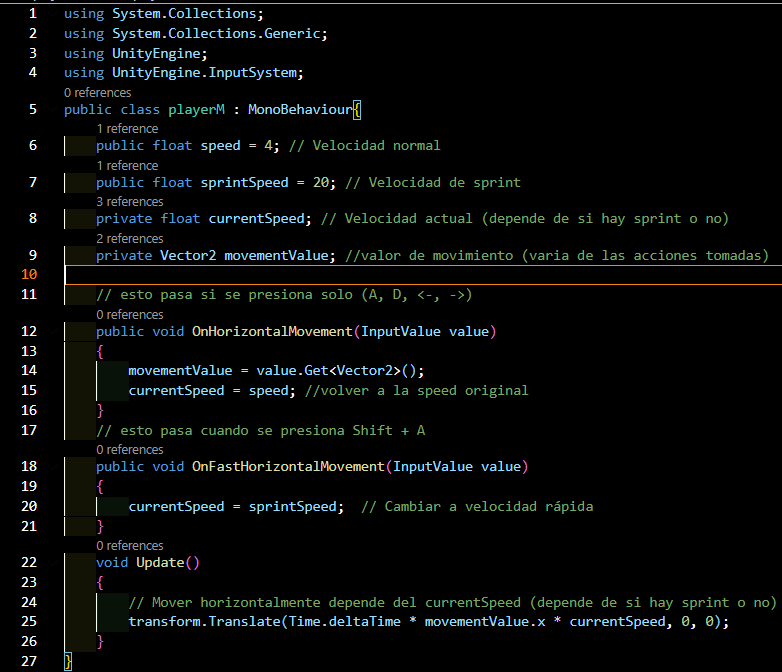 1 using System.Collections;
2 using System.Collections.Generic;
3 using UnityEngine;
4 using UnityEngine.InputSystem;
0 references
5 public class playerM : MonoBehaviour{
1 reference
6 public float speed = 4; // Velocidad normal
1 reference
7 public float sprintSpeed = 20; // Velocidad de sprint
3 references
8 private float currentSpeed; // Velocidad actual (depende de si hay sprint o no)
2 references
9 private Vector2 movementValue; //valor de movimiento (varia de las acciones tomadas)
10
11 // esto pasa si se presiona solo (A, D, <-, ->)
0 references
12 public void OnHorizontalMovement(InputValue value)
13 {
14 movementValue = value.Get<Vector2>();
15 currentSpeed = speed; //volver a la speed original
16 }
17 // esto pasa cuando se presiona Shift + A
0 references
18 public void OnFastHorizontalMovement(InputValue value)
19 {
20 currentSpeed = sprintSpeed;  // Cambiar a velocidad rápida
21 }
0 references
22 void Update()
23 {
24 // Mover horizontalmente depende del currentSpeed (depende de si hay sprint o no)
25 transform.Translate(Time.deltaTime * movementValue.x * currentSpeed, 0, 0);
26 }
27 }